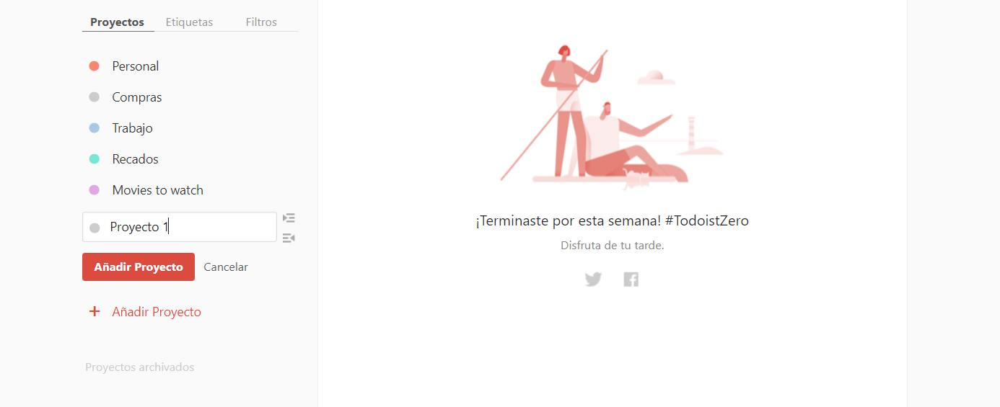 Proyectos Etiquetas Filtros
Personal
Compras
Trabajo
Recados
Movies to watch
Proyecto 1
Añadir Proyecto Cancelar
+ Añadir Proyecto
Proyectos archivados
¡Terminaste por esta semana! #TodoistZero
Disfruta de tu tarde.